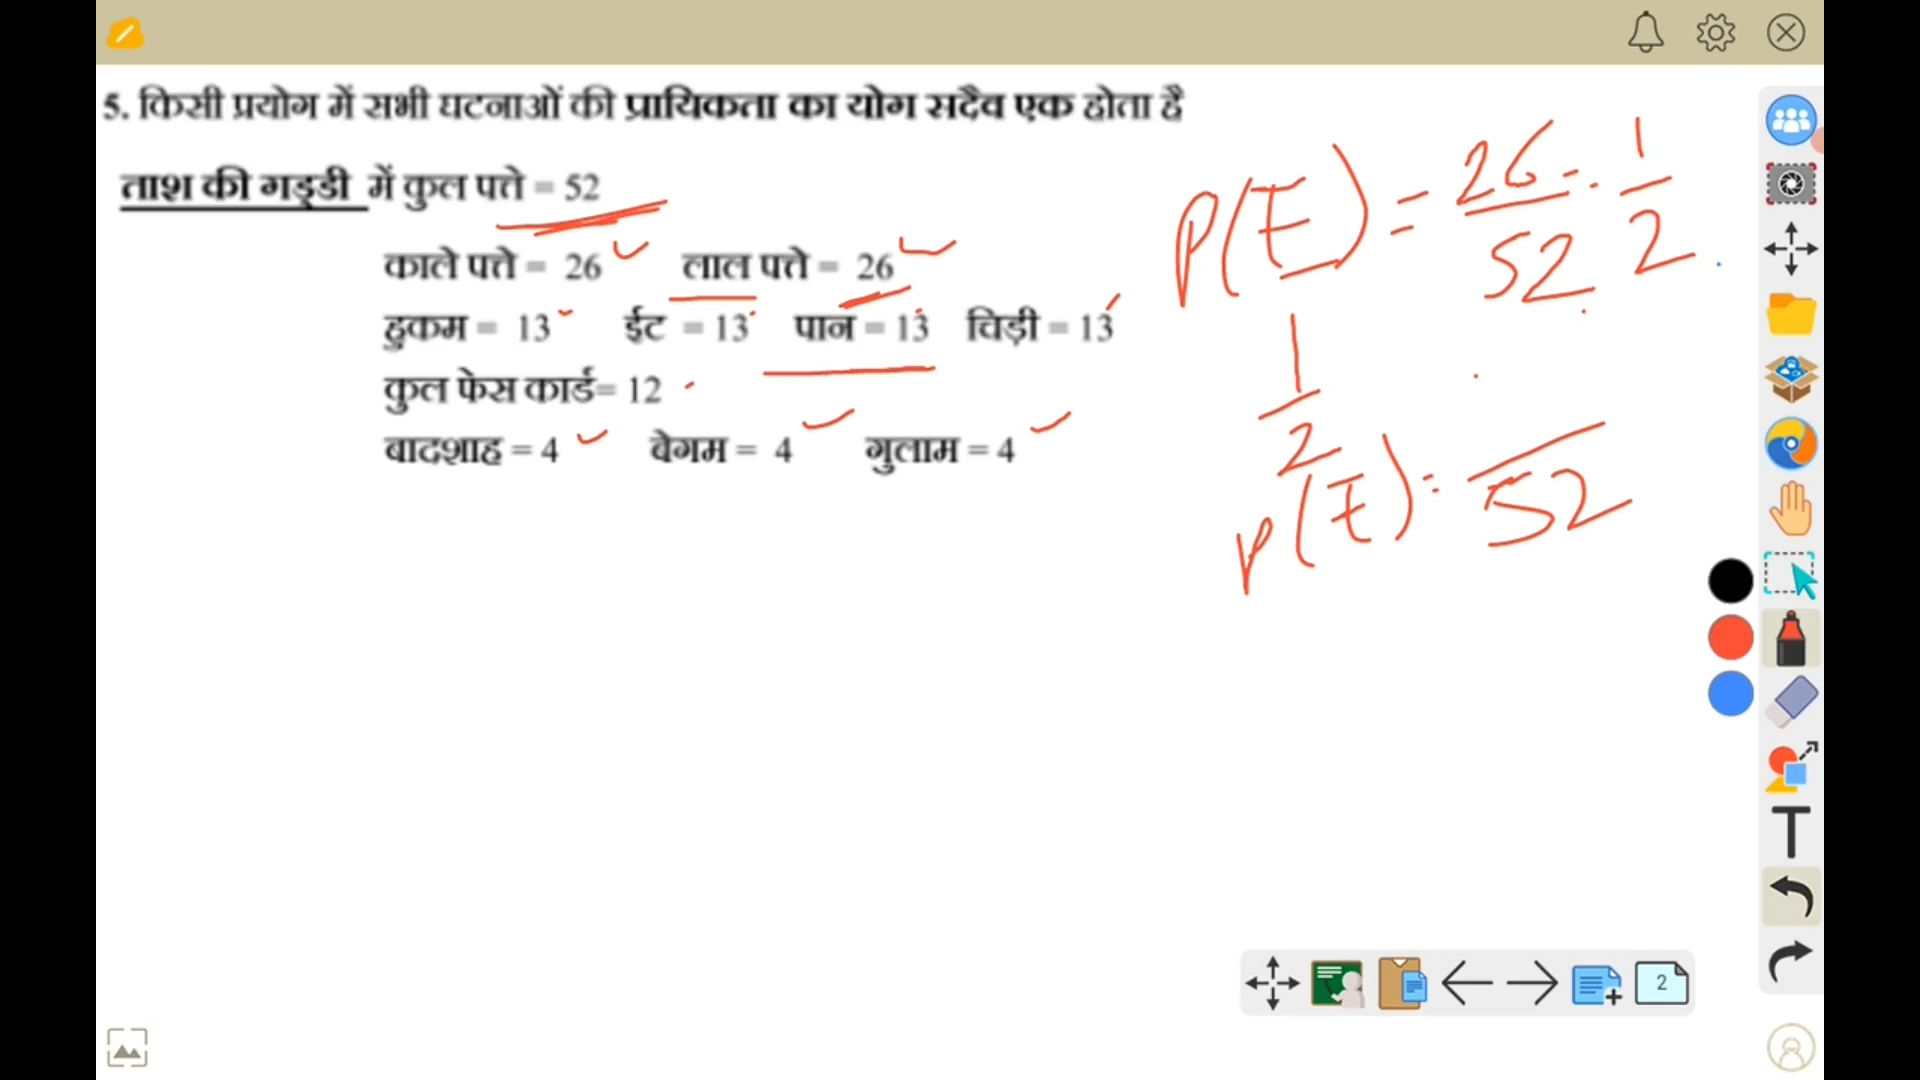 5. किसी प्रयोग में सभी घटनाओं की प्रायिकता का योग सदैव एक होता है
ताश की गड्डी में कुल पत्ते = 52
काले पत्ते = 26 लाल पत्ते = 26
हुकम = 13 ईट = 13 पान = 13 चिड़ी = 13
कुल फेस कार्ड= 12
बादशाह = 4 बेगम = 4 गुलाम = 4
P(E) = 26/52 = 1/2
1/2
P(E) = /52
T
2